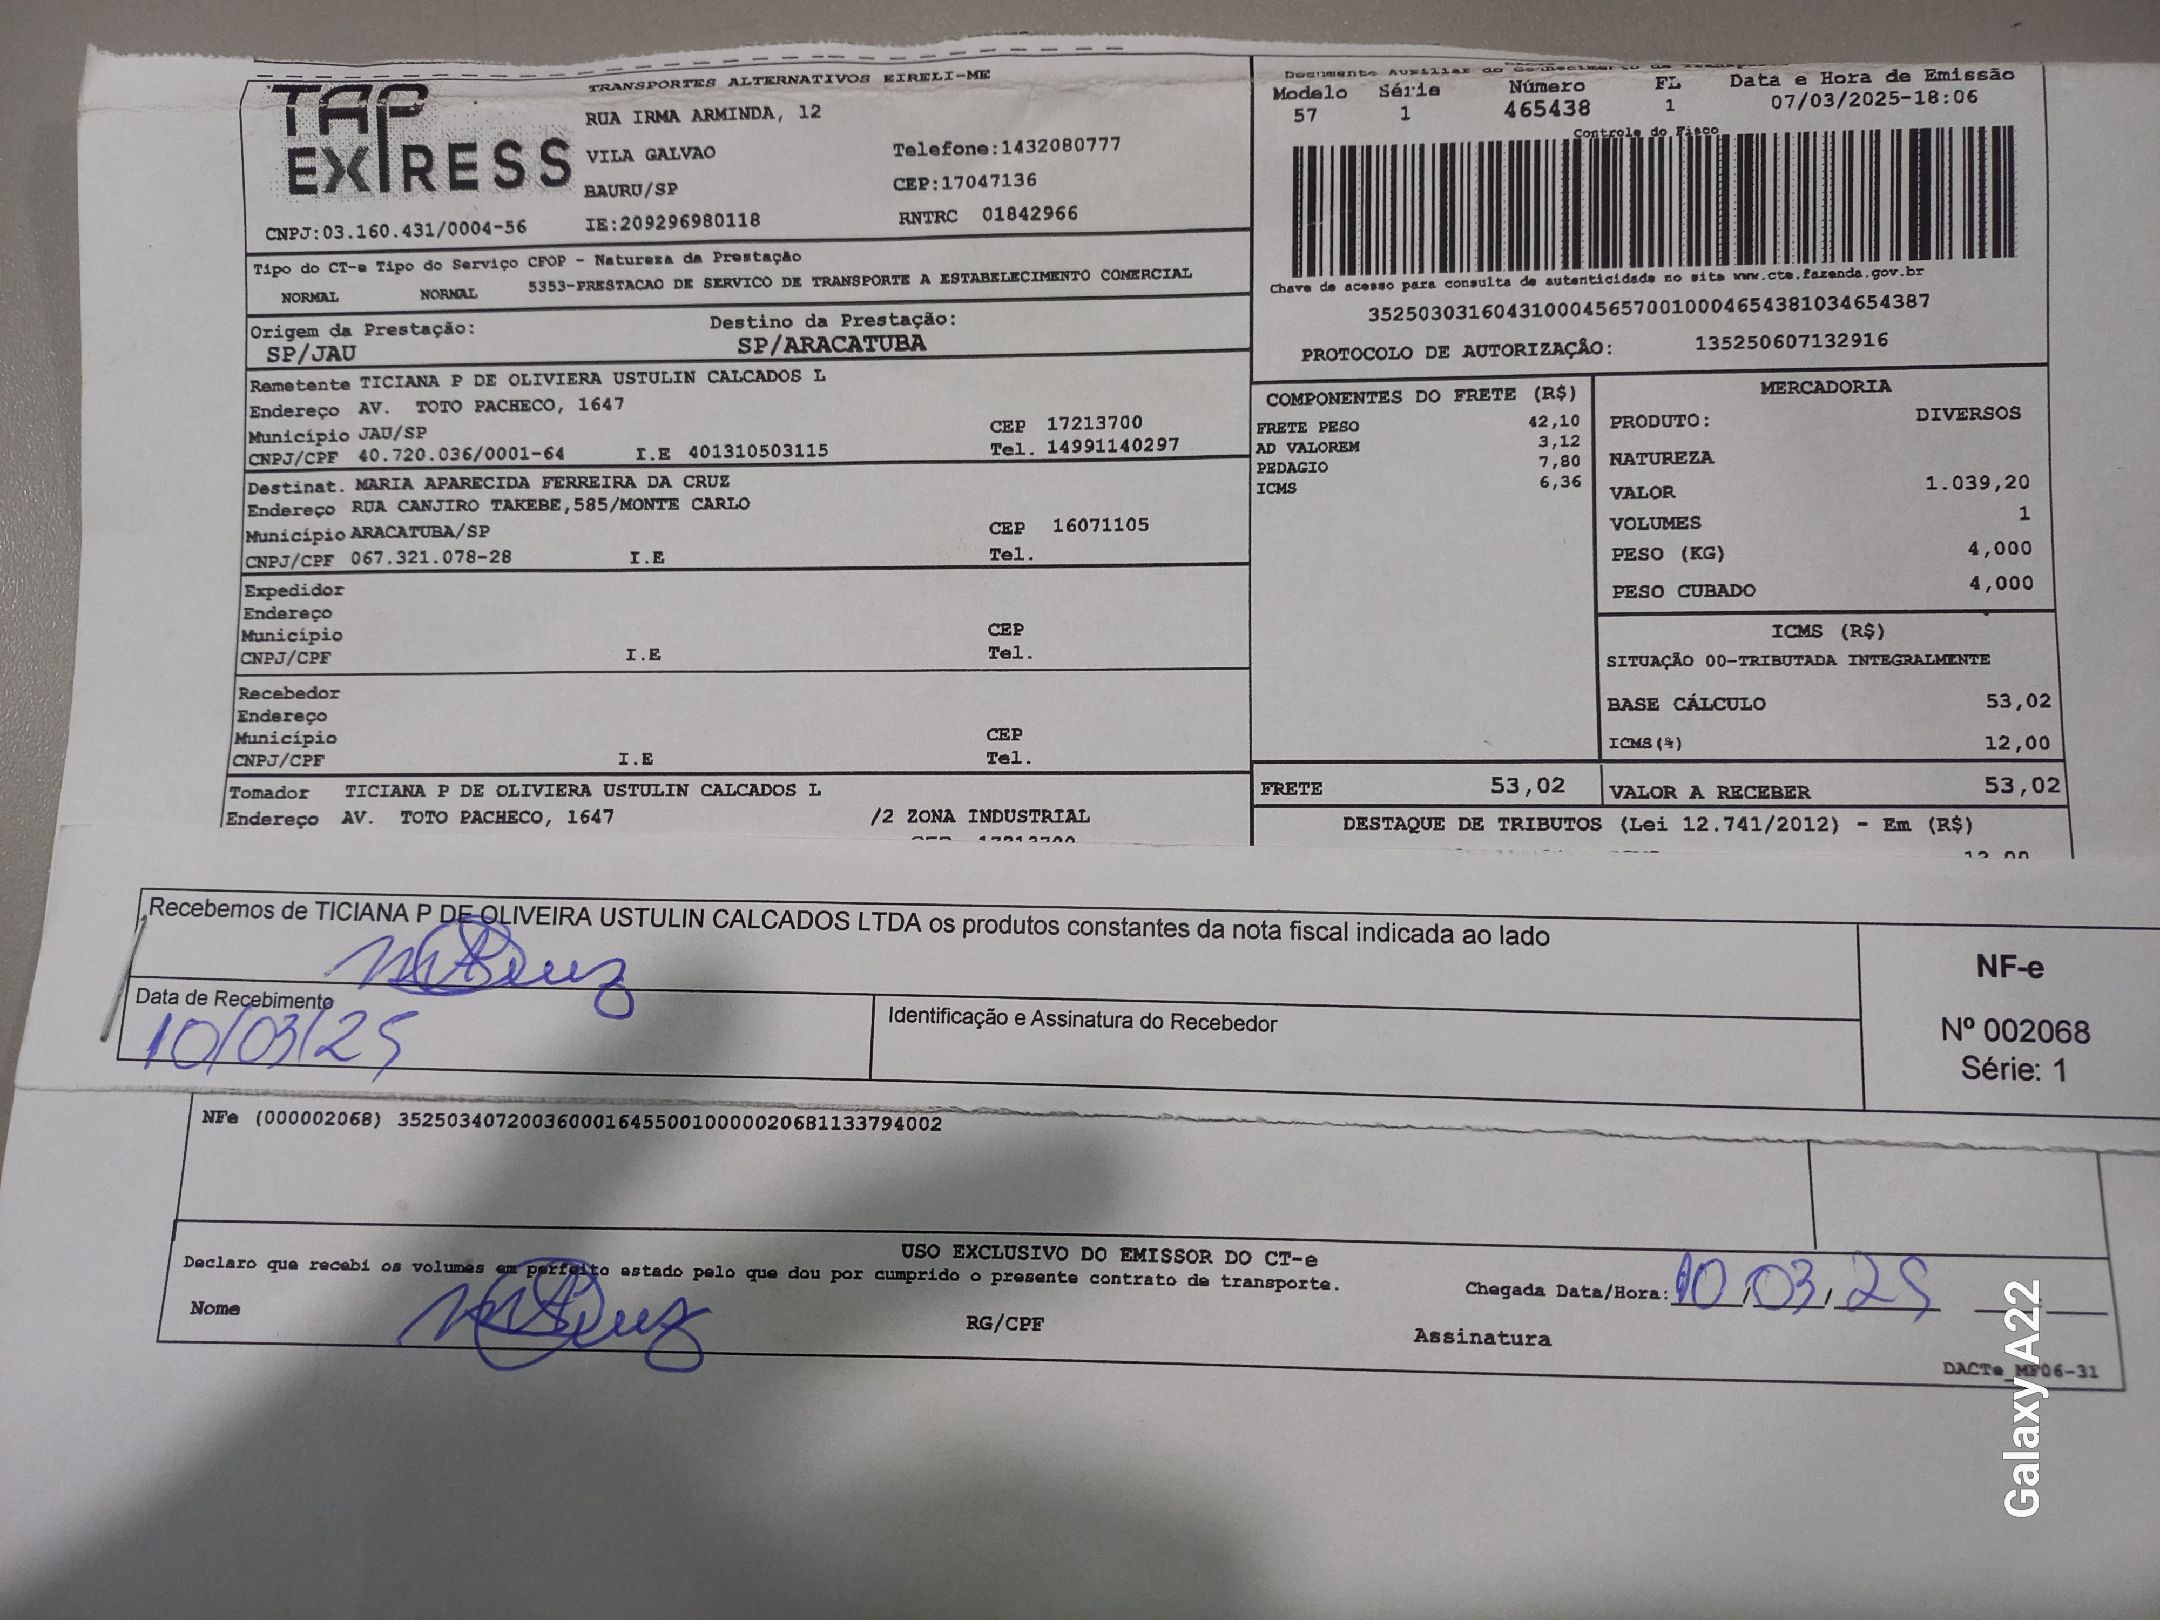 TAP EXPRESS
TRANSPORTES ALTERNATIVOS EIRELI-ME
RUA IRMA ARMINDA, 12
VILA GALVAO Telefone:1432080777
BAURU/SP CEP:17047136
CNPJ:03.160.431/0004-56 IE:209296980118 RNTRC 01842966
Documento Auxiliar do Conhecimento de Transporte
Modelo Série Número FL Data e Hora de Emissão
57 1 465438 1 07/03/2025-18:06
Controle do Fisco
Chave de acesso para consulta de autenticidade no site www.cte.fazenda.gov.br
35250303160431000456570010004654381034654387
PROTOCOLO DE AUTORIZAÇÃO: 135250607132916
Tipo do CT-e Tipo do Serviço CFOP - Natureza da Prestação
NORMAL NORMAL 5353-PRESTACAO DE SERVICO DE TRANSPORTE A ESTABELECIMENTO COMERCIAL
Origem da Prestação: Destino da Prestação:
SP/JAU SP/ARACATUBA
Remetente TICIANA P DE OLIVIERA USTULIN CALCADOS L
Endereço AV. TOTO PACHECO, 1647
Município JAU/SP CEP 17213700
CNPJ/CPF 40.720.036/0001-64 I.E 401310503115 Tel. 14991140297
Destinat. MARIA APARECIDA FERREIRA DA CRUZ
Endereço RUA CANJIRO TAKEBE,585/MONTE CARLO
Município ARACATUBA/SP CEP 16071105
CNPJ/CPF 067.321.078-28 I.E Tel.
Expedidor
Endereço
Município CEP
CNPJ/CPF I.E Tel.
Recebedor
Endereço
Município CEP
CNPJ/CPF I.E Tel.
Tomador TICIANA P DE OLIVIERA USTULIN CALCADOS L
Endereço AV. TOTO PACHECO, 1647 /2 ZONA INDUSTRIAL
COMPONENTES DO FRETE (R$)
FRETE PESO 42,10
AD VALOREM 3,12
PEDAGIO 7,80
ICMS 6,36
FRETE 53,02
MERCADORIA
PRODUTO: DIVERSOS
NATUREZA
VALOR 1.039,20
VOLUMES 1
PESO (KG) 4,000
PESO CUBADO 4,000
ICMS (R$)
SITUAÇÃO 00-TRIBUTADA INTEGRALMENTE
BASE CÁLCULO 53,02
ICMS(%) 12,00
VALOR A RECEBER 53,02
DESTAQUE DE TRIBUTOS (Lei 12.741/2012) - Em (R$)
Recebemos de TICIANA P DE OLIVEIRA USTULIN CALCADOS LTDA os produtos constantes da nota fiscal indicada ao lado
Data de Recebimento
10/03/25
Identificação e Assinatura do Recebedor
NF-e
Nº 002068
Série: 1
NFe (000002068) 35250340720036000164550010000020681133794002
USO EXCLUSIVO DO EMISSOR DO CT-e
Declaro que recebi os volumes em perfeito estado pelo que dou por cumprido o presente contrato de transporte.
Chegada Data/Hora: 10 03 25
Nome RG/CPF Assinatura
DACTe_MF06-31
Galaxy A22